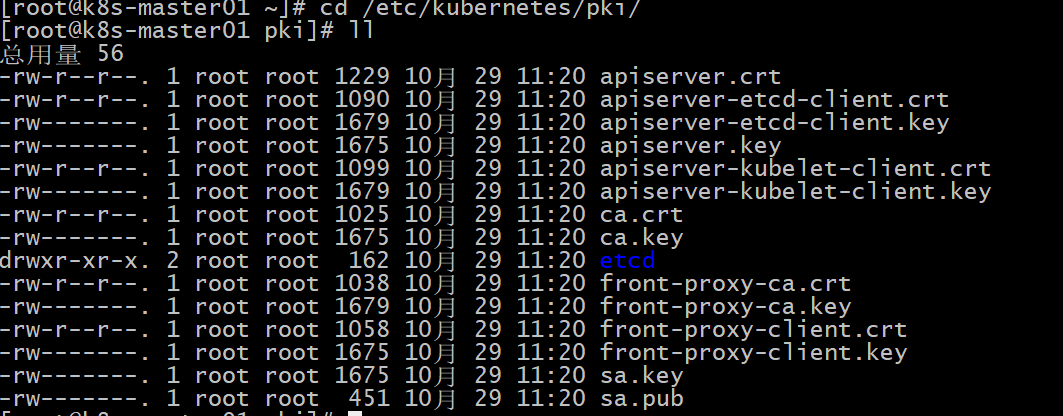 [root@k8s-master01 ~]# cd /etc/kubernetes/pki/
[root@k8s-master01 pki]# ll
总用量 56
-rw-r--r--. 1 root root 1229 10月 29 11:20 apiserver.crt
-rw-r--r--. 1 root root 1090 10月 29 11:20 apiserver-etcd-client.crt
-rw-------. 1 root root 1679 10月 29 11:20 apiserver-etcd-client.key
-rw-------. 1 root root 1675 10月 29 11:20 apiserver.key
-rw-r--r--. 1 root root 1099 10月 29 11:20 apiserver-kubelet-client.crt
-rw-------. 1 root root 1679 10月 29 11:20 apiserver-kubelet-client.key
-rw-r--r--. 1 root root 1025 10月 29 11:20 ca.crt
-rw-------. 1 root root 1675 10月 29 11:20 ca.key
drwxr-xr-x. 2 root root  162 10月 29 11:20 etcd
-rw-r--r--. 1 root root 1038 10月 29 11:20 front-proxy-ca.crt
-rw-------. 1 root root 1679 10月 29 11:20 front-proxy-ca.key
-rw-r--r--. 1 root root 1058 10月 29 11:20 front-proxy-client.crt
-rw-------. 1 root root 1675 10月 29 11:20 front-proxy-client.key
-rw-------. 1 root root 1675 10月 29 11:20 sa.key
-rw-------. 1 root root  451 10月 29 11:20 sa.pub
[root@k8s-master01 pki]#